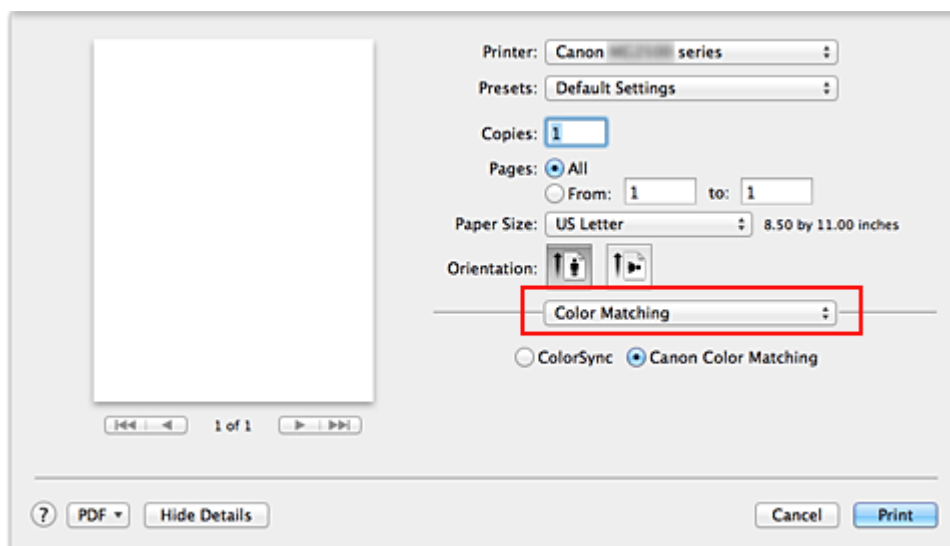 Printer: Canon series
Presets: Default Settings
Copies: 1
Pages: All
From: 1 to: 1
Paper Size: US Letter 8.50 by 11.00 inches
Orientation:
Color Matching
ColorSync Canon Color Matching
1 of 1
? PDF Hide Details Cancel Print